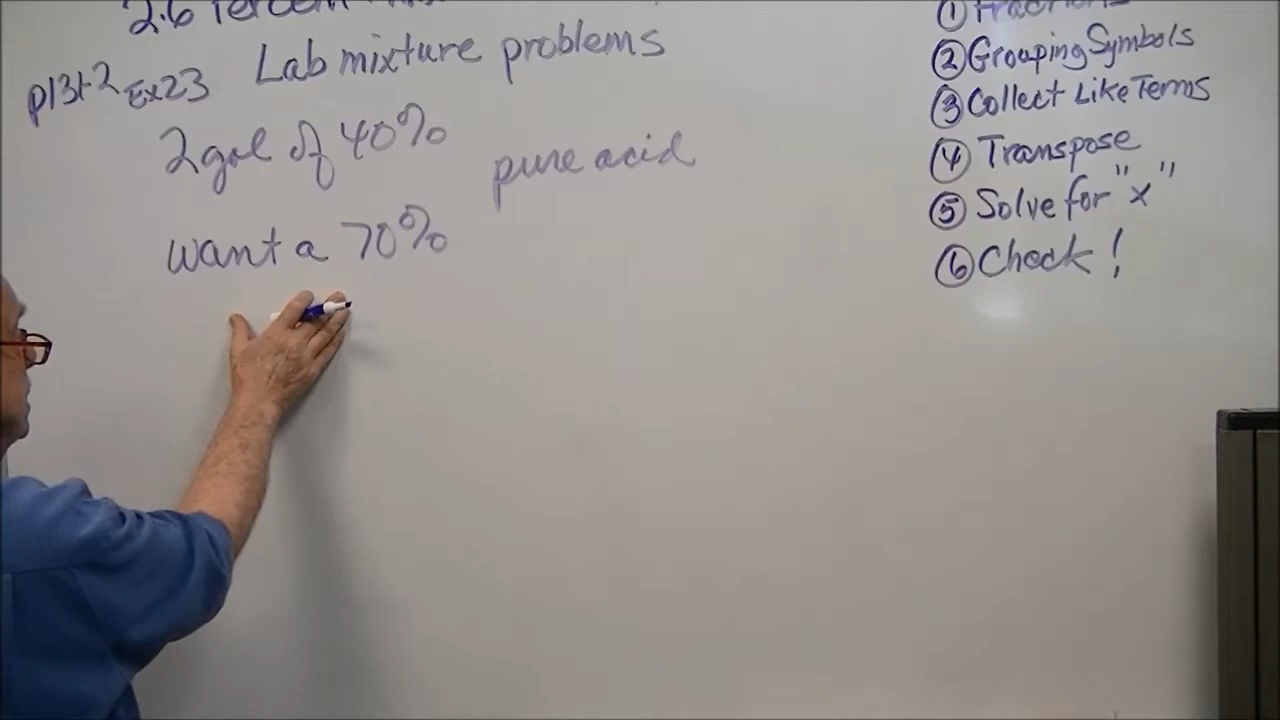 2.6 Percent
Lab mixture problems
Ex23
2 gal of 40%
pure acid
want a 70%
① Fractions
② Grouping Symbols
③ Collect Like Terms
④ Transpose
⑤ Solve for "x"
⑥ Check!